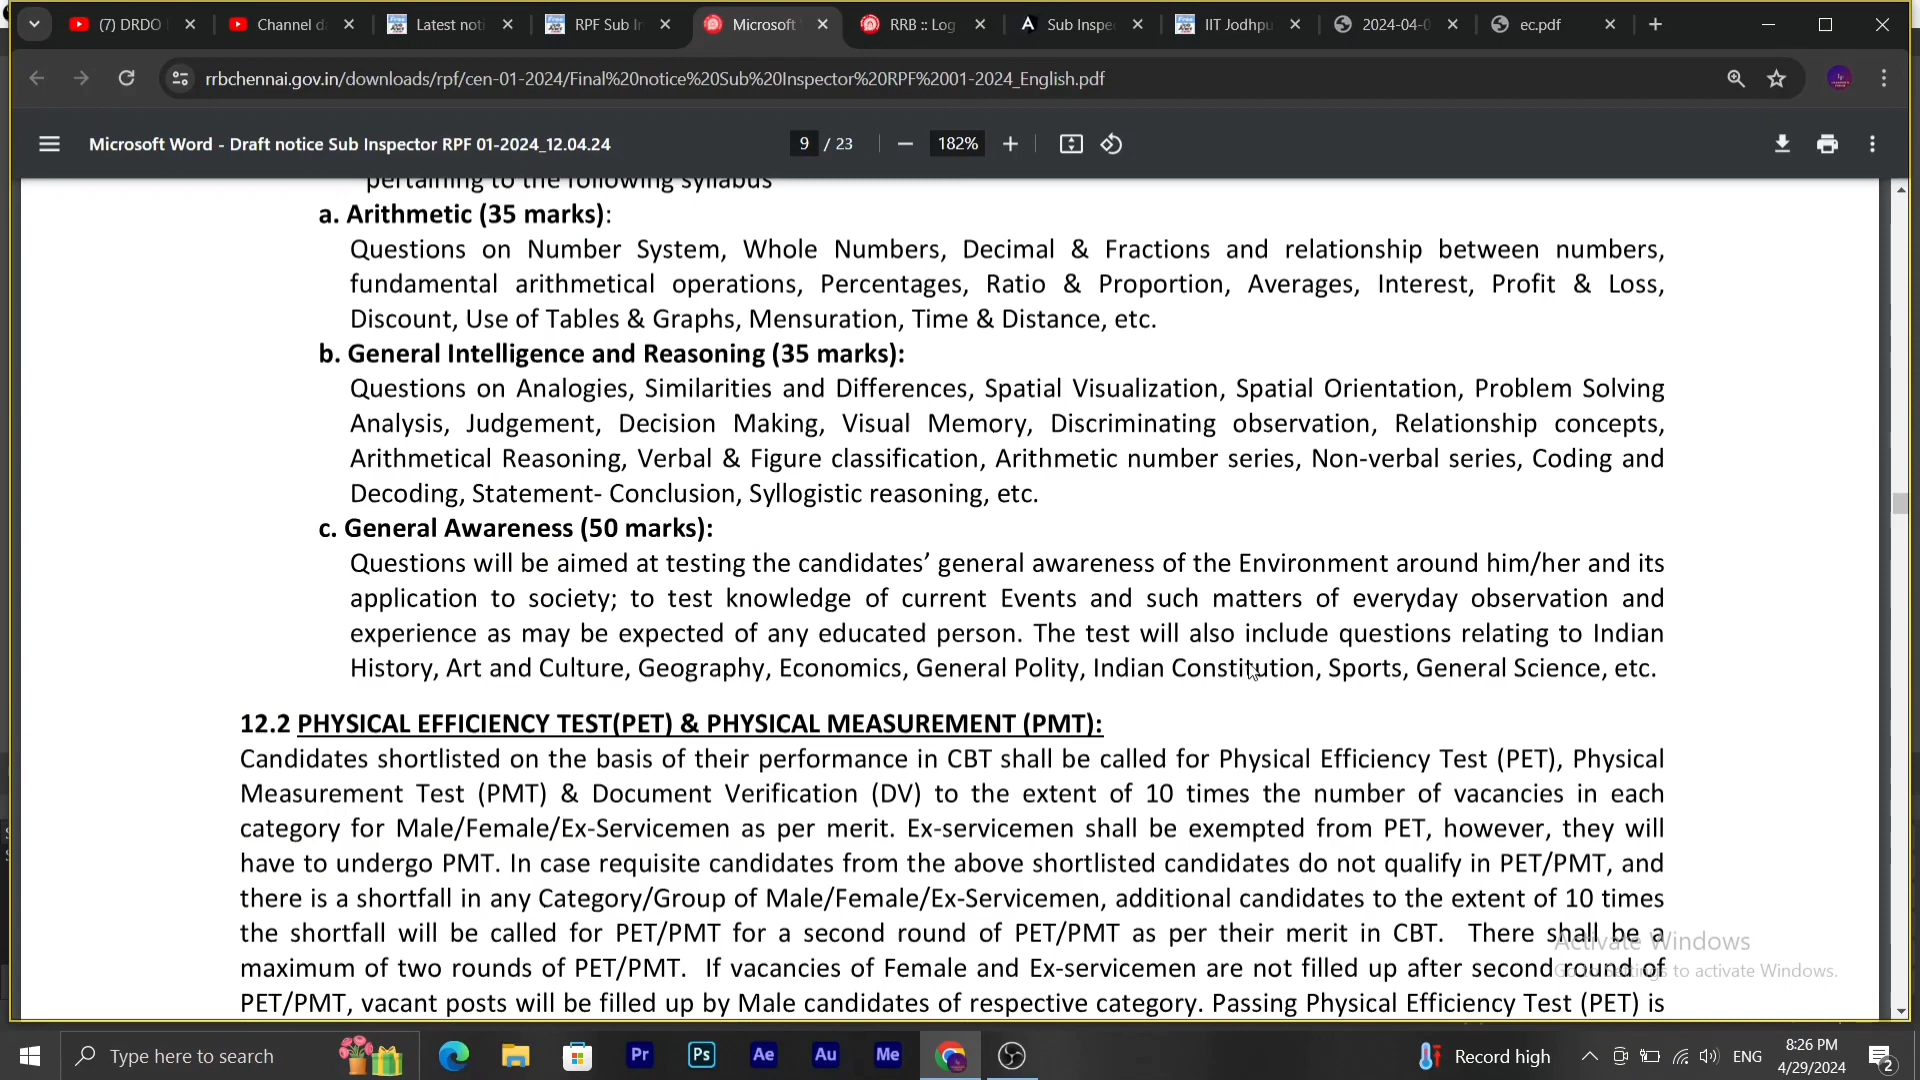 (7) DRDO
Channel d
Latest noti
RPF Sub I
Microsoft
RRB :: Log
Sub Inspe
IIT Jodhpu
2024-04-0
ec.pdf
rrbchennai.gov.in/downloads/rpf/cen-01-2024/Final%20notice%20Sub%20Inspector%20RPF%2001-2024_English.pdf
Microsoft Word - Draft notice Sub Inspector RPF 01-2024_12.04.24
9 / 23
182%
pertaining to the following syllabus
a. Arithmetic (35 marks):
Questions on Number System, Whole Numbers, Decimal & Fractions and relationship between numbers,
fundamental arithmetical operations, Percentages, Ratio & Proportion, Averages, Interest, Profit & Loss,
Discount, Use of Tables & Graphs, Mensuration, Time & Distance, etc.
b. General Intelligence and Reasoning (35 marks):
Questions on Analogies, Similarities and Differences, Spatial Visualization, Spatial Orientation, Problem Solving
Analysis, Judgement, Decision Making, Visual Memory, Discriminating observation, Relationship concepts,
Arithmetical Reasoning, Verbal & Figure classification, Arithmetic number series, Non-verbal series, Coding and
Decoding, Statement- Conclusion, Syllogistic reasoning, etc.
c. General Awareness (50 marks):
Questions will be aimed at testing the candidates’ general awareness of the Environment around him/her and its
application to society; to test knowledge of current Events and such matters of everyday observation and
experience as may be expected of any educated person. The test will also include questions relating to Indian
History, Art and Culture, Geography, Economics, General Polity, Indian Constitution, Sports, General Science, etc.
12.2 PHYSICAL EFFICIENCY TEST(PET) & PHYSICAL MEASUREMENT (PMT):
Candidates shortlisted on the basis of their performance in CBT shall be called for Physical Efficiency Test (PET), Physical
Measurement Test (PMT) & Document Verification (DV) to the extent of 10 times the number of vacancies in each
category for Male/Female/Ex-Servicemen as per merit. Ex-servicemen shall be exempted from PET, however, they will
have to undergo PMT. In case requisite candidates from the above shortlisted candidates do not qualify in PET/PMT, and
there is a shortfall in any Category/Group of Male/Female/Ex-Servicemen, additional candidates to the extent of 10 times
the shortfall will be called for PET/PMT for a second round of PET/PMT as per their merit in CBT. There shall be a
maximum of two rounds of PET/PMT. If vacancies of Female and Ex-servicemen are not filled up after second round of
PET/PMT, vacant posts will be filled up by Male candidates of respective category. Passing Physical Efficiency Test (PET) is
Activate Windows
Go to Settings to activate Windows.
Type here to search
Pr
Ps
Ae
Au
Me
Record high
ENG
8:26 PM
4/29/2024
2